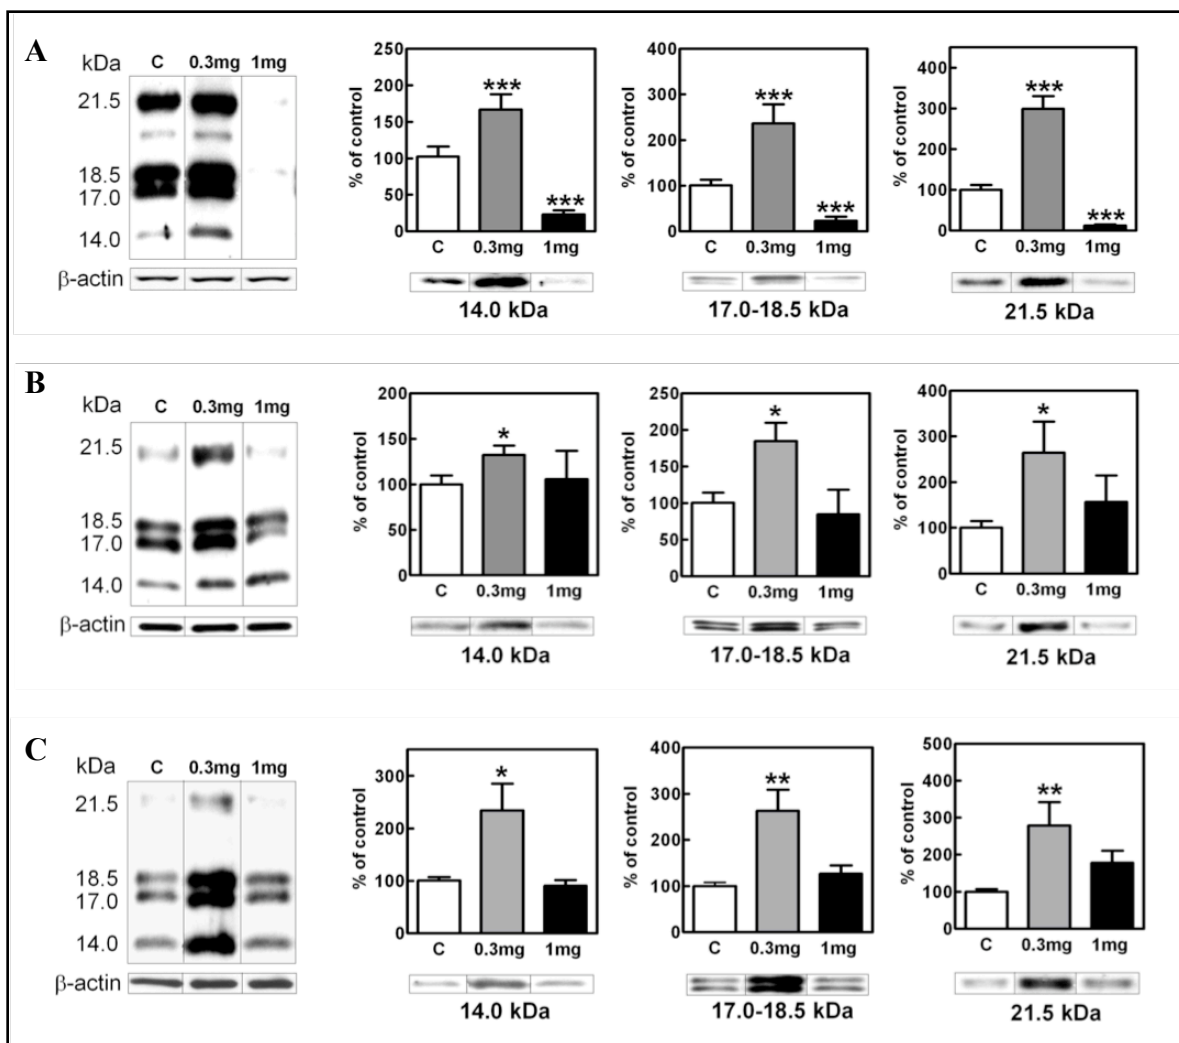 A
kDa
C 0.3mg 1mg
21.5
18.5
17.0
14.0
β-actin
% of control
250
200
150
100
50
0
***
***
C 0.3mg 1mg
14.0 kDa
% of control
400
300
200
100
0
***
***
C 0.3mg 1mg
17.0-18.5 kDa
% of control
400
300
200
100
0
***
***
C 0.3mg 1mg
21.5 kDa
B
kDa
C 0.3mg 1mg
21.5
18.5
17.0
14.0
β-actin
% of control
200
150
100
50
0
*
C 0.3mg 1mg
14.0 kDa
% of control
250
200
150
100
50
0
*
C 0.3mg 1mg
17.0-18.5 kDa
% of control
400
300
200
100
0
*
C 0.3mg 1mg
21.5 kDa
C
kDa
C 0.3mg 1mg
21.5
18.5
17.0
14.0
β-actin
% of control
300
200
100
0
*
C 0.3mg 1mg
14.0 kDa
% of control
400
300
200
100
0
**
C 0.3mg 1mg
17.0-18.5 kDa
% of control
500
400
300
200
100
0
**
C 0.3mg 1mg
21.5 kDa